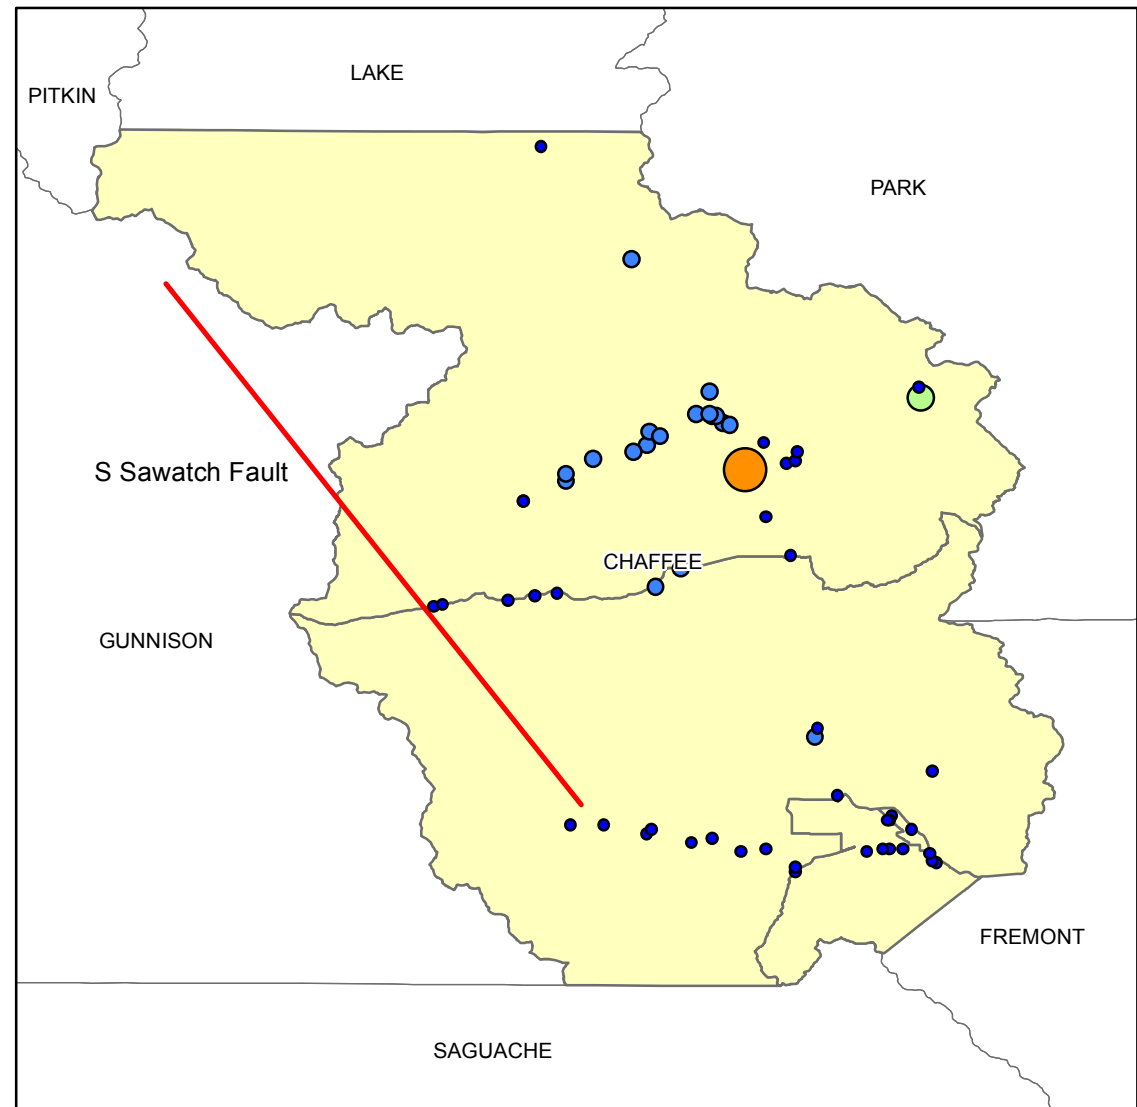 LAKE
PITKIN
PARK
S Sawatch Fault
CHAFFEE
GUNNISON
FREMONT
SAGUACHE